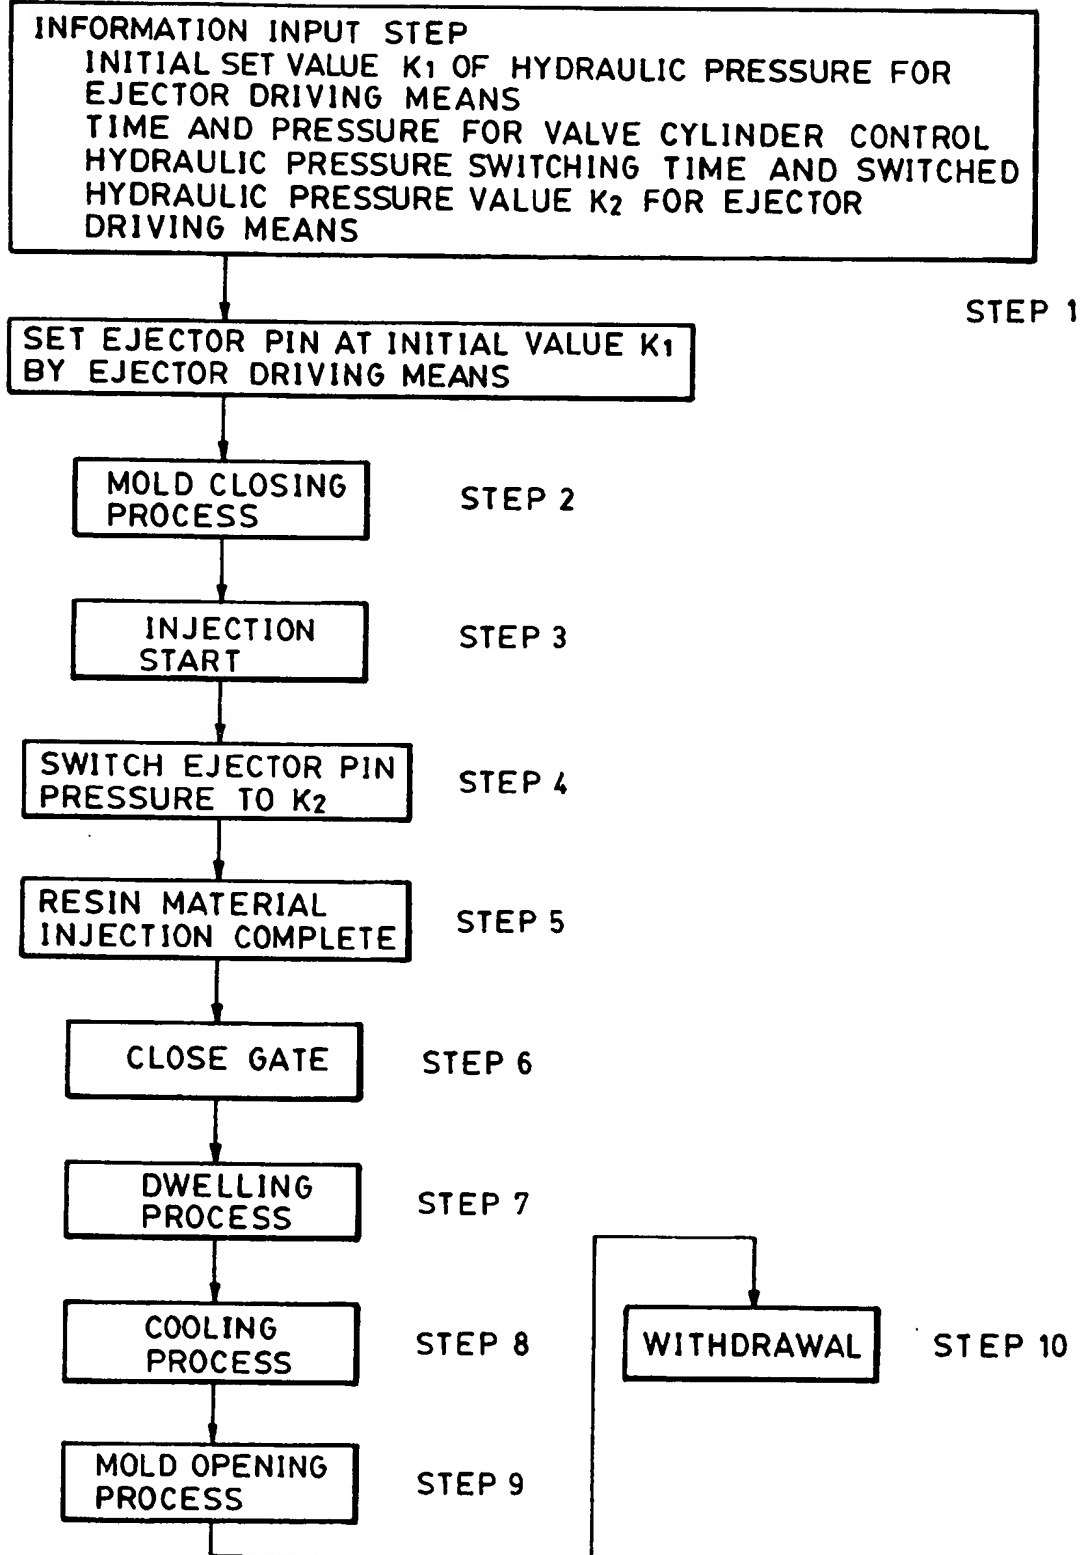 INFORMATION INPUT STEP
INITIAL SET VALUE K1 OF HYDRAULIC PRESSURE FOR
EJECTOR DRIVING MEANS
TIME AND PRESSURE FOR VALVE CYLINDER CONTROL
HYDRAULIC PRESSURE SWITCHING TIME AND SWITCHED
HYDRAULIC PRESSURE VALUE K2 FOR EJECTOR
DRIVING MEANS
STEP 1
SET EJECTOR PIN AT INITIAL VALUE K1
BY EJECTOR DRIVING MEANS
MOLD CLOSING
PROCESS
STEP 2
INJECTION
START
STEP 3
SWITCH EJECTOR PIN
PRESSURE TO K2
STEP 4
RESIN MATERIAL
INJECTION COMPLETE
STEP 5
CLOSE GATE
STEP 6
DWELLING
PROCESS
STEP 7
COOLING
PROCESS
STEP 8
MOLD OPENING
PROCESS
STEP 9
WITHDRAWAL
STEP 10